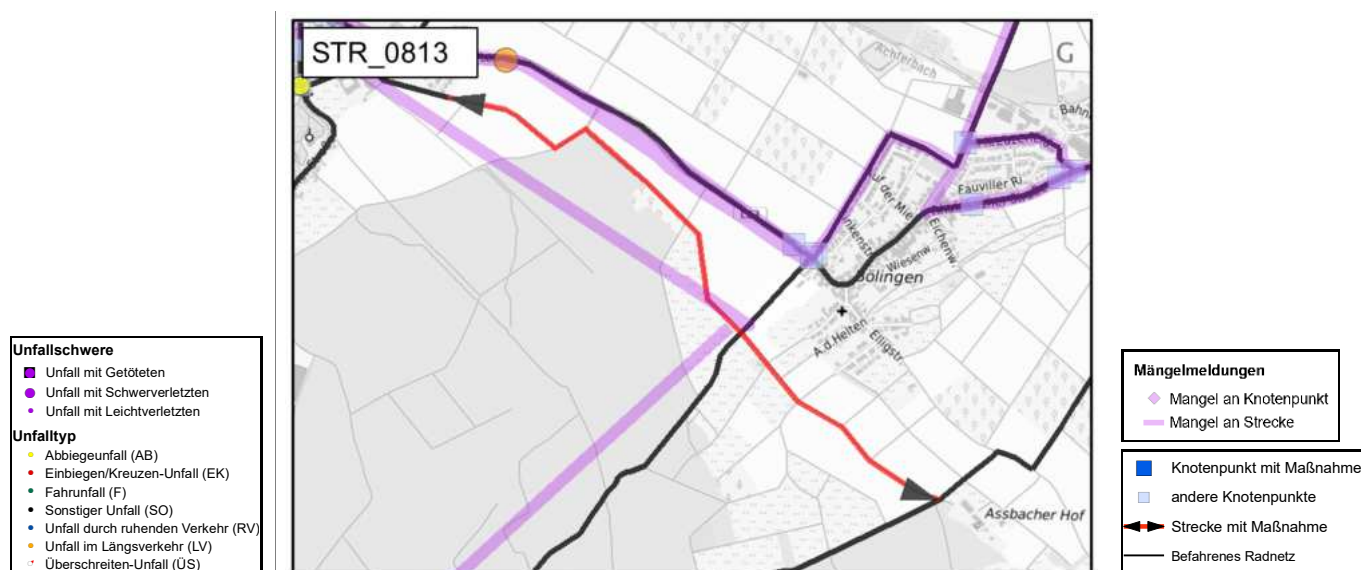 STR_0813
G
Achterbach
Bahn
Fauviller Ri
Eichenw.
Wiesenw.
Bölingen
A.d.Helten
Elligstr.
Assbacher Hof
Unfallschwere
Unfall mit Getöteten
Unfall mit Schwerverletzten
Unfall mit Leichtverletzten
Unfalltyp
Abbiegeunfall (AB)
Einbiegen/Kreuzen-Unfall (EK)
Fahrunfall (F)
Sonstiger Unfall (SO)
Unfall durch ruhenden Verkehr (RV)
Unfall im Längsverkehr (LV)
Überschreiten-Unfall (ÜS)
Mängelmeldungen
Mangel an Knotenpunkt
Mangel an Strecke
Knotenpunkt mit Maßnahme
andere Knotenpunkte
Strecke mit Maßnahme
Befahrenes Radnetz